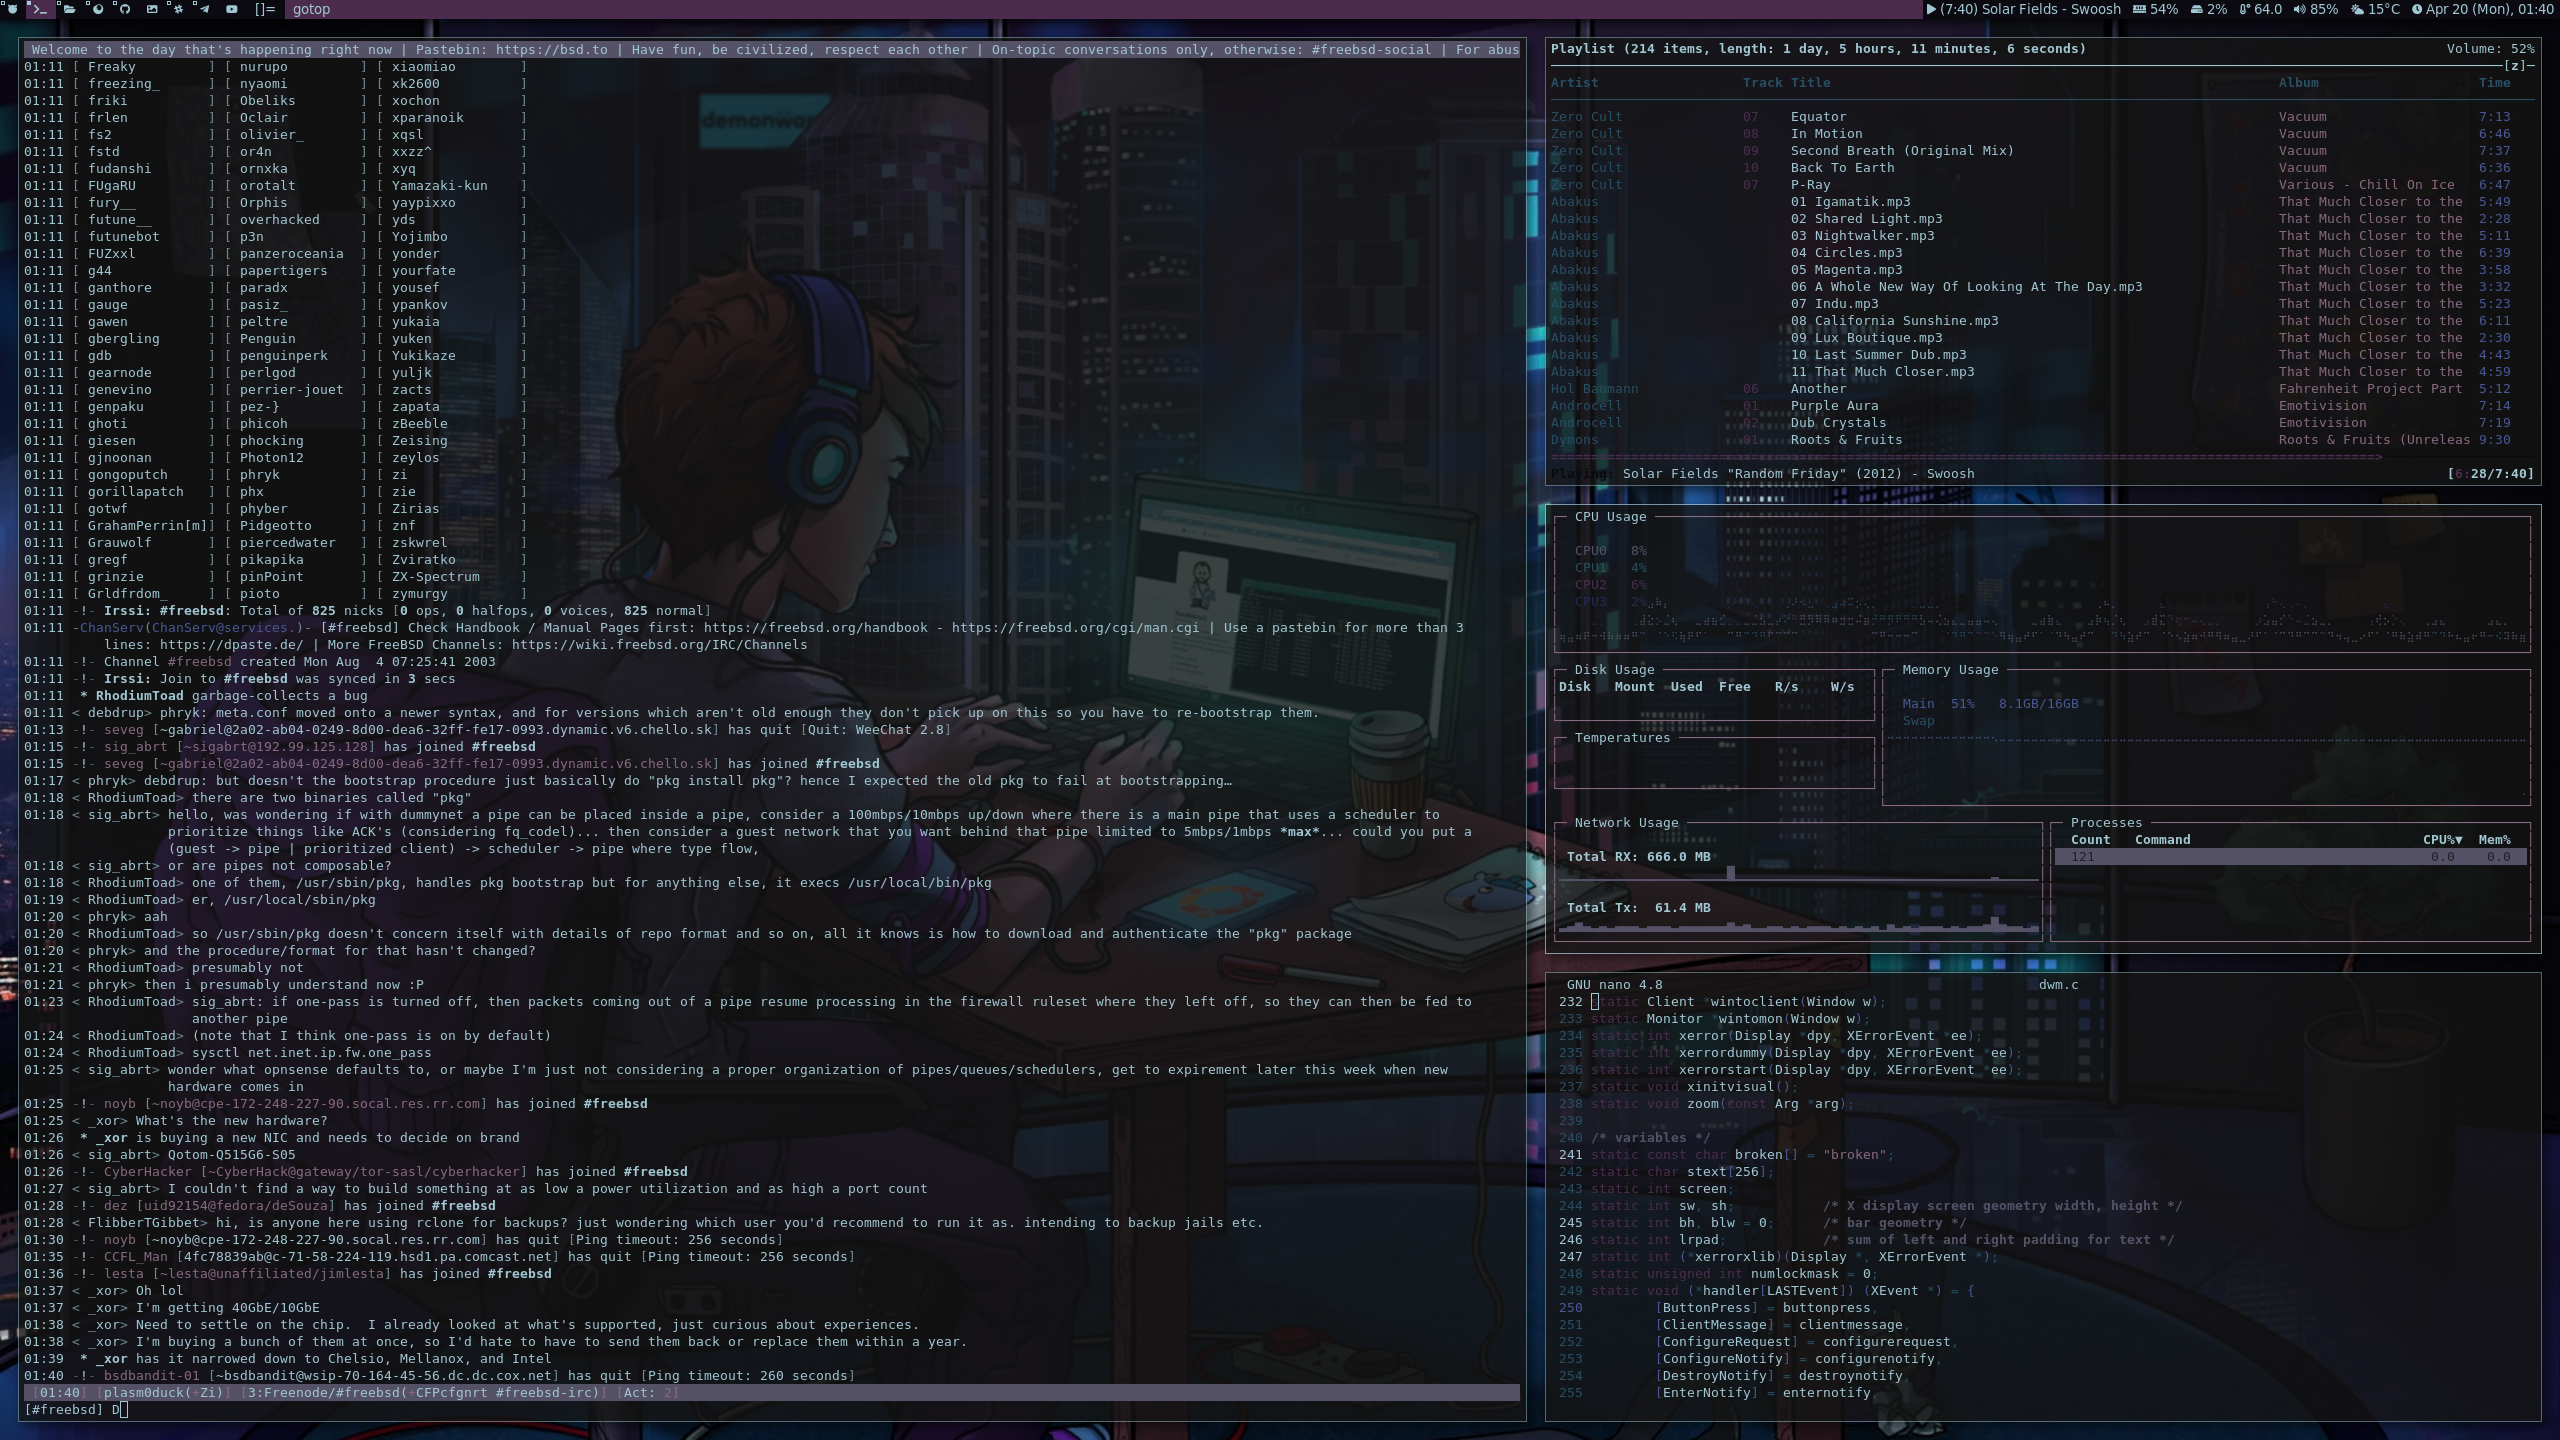 []= gotop
(7:40) Solar Fields - Swoosh 54% 2% 64.0 85% 15°C Apr 20 (Mon), 01:40
Welcome to the day that's happening right now | Pastebin: https://bsd.to | Have fun, be civilized, respect each other | On-topic conversations only, otherwise: #freebsd-social | For abus
01:11 [ Freaky ] [ nurupo ] [ xiaomiao ]
01:11 [ freezing_ ] [ nyaomi ] [ xk2600 ]
01:11 [ friki ] [ Obeliks ] [ xochon ]
01:11 [ frlen ] [ Oclair ] [ xparanoik ]
01:11 [ fs2 ] [ olivier_ ] [ xqsl ]
01:11 [ fstd ] [ or4n ] [ xxzz^ ]
01:11 [ fudanshi ] [ ornxka ] [ xyq ]
01:11 [ FUgaRU ] [ orotalt ] [ Yamazaki-kun ]
01:11 [ fury__ ] [ Orphis ] [ yaypixxo ]
01:11 [ futune__ ] [ overhacked ] [ yds ]
01:11 [ futunebot ] [ p3n ] [ Yojimbo ]
01:11 [ FUZxxl ] [ panzeroceania ] [ yonder ]
01:11 [ g44 ] [ papertigers ] [ yourfate ]
01:11 [ ganthore ] [ paradx ] [ yousef ]
01:11 [ gauge ] [ pasiz_ ] [ ypankov ]
01:11 [ gawen ] [ peltre ] [ yukaia ]
01:11 [ gbergling ] [ Penguin ] [ yuken ]
01:11 [ gdb ] [ penguinperk ] [ Yukikaze ]
01:11 [ gearnode ] [ perlgod ] [ yuljk ]
01:11 [ genevino ] [ perrier-jouet ] [ zacts ]
01:11 [ genpaku ] [ pez-} ] [ zapata ]
01:11 [ ghoti ] [ phicoh ] [ zBeeble ]
01:11 [ giesen ] [ phocking ] [ Zeising ]
01:11 [ gjnoonan ] [ Photon12 ] [ zeylos ]
01:11 [ gongoputch ] [ phryk ] [ zi ]
01:11 [ gorillapatch ] [ phx ] [ zie ]
01:11 [ gotwf ] [ phyber ] [ Zirias ]
01:11 [ GrahamPerrin[m]] [ Pidgeotto ] [ znf ]
01:11 [ Grauwolf ] [ piercedwater ] [ zskwrel ]
01:11 [ gregf ] [ pikapika ] [ Zviratko ]
01:11 [ grinzie ] [ pinPoint ] [ ZX-Spectrum ]
01:11 [ Grldfrdom_ ] [ pioto ] [ zymurgy ]
01:11 -!- Irssi: #freebsd: Total of 825 nicks [0 ops, 0 halfops, 0 voices, 825 normal]
01:11 -ChanServ(ChanServ@services.)- [#freebsd] Check Handbook / Manual Pages first: https://freebsd.org/handbook - https://freebsd.org/cgi/man.cgi | Use a pastebin for more than 3
lines: https://dpaste.de/ | More FreeBSD Channels: https://wiki.freebsd.org/IRC/Channels
01:11 -!- Channel #freebsd created Mon Aug  4 07:25:41 2003
01:11 -!- Irssi: Join to #freebsd was synced in 3 secs
01:11  * RhodiumToad garbage-collects a bug
01:11 < debdrup> phryk: meta.conf moved onto a newer syntax, and for versions which aren't old enough they don't pick up on this so you have to re-bootstrap them.
01:13 -!- seveg [~gabriel@2a02-ab04-0249-8d00-dea6-32ff-fe17-0993.dynamic.v6.chello.sk] has quit [Quit: WeeChat 2.8]
01:15 -!- sig_abrt [~sigabrt@192.99.125.128] has joined #freebsd
01:15 -!- seveg [~gabriel@2a02-ab04-0249-8d00-dea6-32ff-fe17-0993.dynamic.v6.chello.sk] has joined #freebsd
01:17 < phryk> debdrup: but doesn't the bootstrap procedure just basically do "pkg install pkg"? hence I expected the old pkg to fail at bootstrapping…
01:18 < RhodiumToad> there are two binaries called "pkg"
01:18 < sig_abrt> hello, was wondering if with dummynet a pipe can be placed inside a pipe, consider a 100mbps/10mbps up/down where there is a main pipe that uses a scheduler to
prioritize things like ACK's (considering fq_codel)... then consider a guest network that you want behind that pipe limited to 5mbps/1mbps *max*... could you put a
(guest -> pipe | prioritized client) -> scheduler -> pipe where type flow,
01:18 < sig_abrt> or are pipes not composable?
01:18 < RhodiumToad> one of them, /usr/sbin/pkg, handles pkg bootstrap but for anything else, it execs /usr/local/bin/pkg
01:19 < RhodiumToad> er, /usr/local/sbin/pkg
01:20 < phryk> aah
01:20 < RhodiumToad> so /usr/sbin/pkg doesn't concern itself with details of repo format and so on, all it knows is how to download and authenticate the "pkg" package
01:20 < phryk> and the procedure/format for that hasn't changed?
01:21 < RhodiumToad> presumably not
01:21 < phryk> then i presumably understand now :P
01:23 < RhodiumToad> sig_abrt: if one-pass is turned off, then packets coming out of a pipe resume processing in the firewall ruleset where they left off, so they can then be fed to
another pipe
01:24 < RhodiumToad> (note that I think one-pass is on by default)
01:24 < RhodiumToad> sysctl net.inet.ip.fw.one_pass
01:25 < sig_abrt> wonder what opnsense defaults to, or maybe I'm just not considering a proper organization of pipes/queues/schedulers, get to expirement later this week when new
hardware comes in
01:25 -!- noyb [~noyb@cpe-172-248-227-90.socal.res.rr.com] has joined #freebsd
01:25 < _xor> What's the new hardware?
01:26  * _xor is buying a new NIC and needs to decide on brand
01:26 < sig_abrt> Qotom-Q515G6-S05
01:26 -!- CyberHacker [~CyberHack@gateway/tor-sasl/cyberhacker] has joined #freebsd
01:27 < sig_abrt> I couldn't find a way to build something at as low a power utilization and as high a port count
01:28 -!- dez [uid92154@fedora/deSouza] has joined #freebsd
01:28 < FlibberTGibbet> hi, is anyone here using rclone for backups? just wondering which user you'd recommend to run it as. intending to backup jails etc.
01:30 -!- noyb [~noyb@cpe-172-248-227-90.socal.res.rr.com] has quit [Ping timeout: 256 seconds]
01:35 -!- CCFL_Man [4fc78839ab@c-71-58-224-119.hsd1.pa.comcast.net] has quit [Ping timeout: 256 seconds]
01:36 -!- lesta [~lesta@unaffiliated/jimlesta] has joined #freebsd
01:37 < _xor> Oh lol
01:37 < _xor> I'm getting 40GbE/10GbE
01:38 < _xor> Need to settle on the chip.  I already looked at what's supported, just curious about experiences.
01:38 < _xor> I'm buying a bunch of them at once, so I'd hate to have to send them back or replace them within a year.
01:39  * _xor has it narrowed down to Chelsio, Mellanox, and Intel
01:40 -!- bsdbandit-01 [~bsdbandit@wsip-70-164-45-56.dc.dc.cox.net] has quit [Ping timeout: 260 seconds]
[01:40] [plasm0duck(+Zi)] [3:Freenode/#freebsd(+CFPcfgnrt #freebsd-irc)] [Act: 2]
[#freebsd] D
Playlist (214 items, length: 1 day, 5 hours, 11 minutes, 6 seconds) Volume: 52%
[z]
Artist Track Title Album Time
Zero Cult 07 Equator Vacuum 7:13
Zero Cult 08 In Motion Vacuum 6:46
Zero Cult 09 Second Breath (Original Mix) Vacuum 7:37
Zero Cult 10 Back To Earth Vacuum 6:36
Zero Cult 07 P-Ray Various - Chill On Ice 6:47
Abakus 01 Igamatik.mp3 That Much Closer to the 5:49
Abakus 02 Shared Light.mp3 That Much Closer to the 2:28
Abakus 03 Nightwalker.mp3 That Much Closer to the 5:11
Abakus 04 Circles.mp3 That Much Closer to the 6:39
Abakus 05 Magenta.mp3 That Much Closer to the 3:58
Abakus 06 A Whole New Way Of Looking At The Day.mp3 That Much Closer to the 3:32
Abakus 07 Indu.mp3 That Much Closer to the 5:23
Abakus 08 California Sunshine.mp3 That Much Closer to the 6:11
Abakus 09 Lux Boutique.mp3 That Much Closer to the 2:30
Abakus 10 Last Summer Dub.mp3 That Much Closer to the 4:43
Abakus 11 That Much Closer.mp3 That Much Closer to the 4:59
Hol Baumann 06 Another Fahrenheit Project Part 5:12
Androcell 01 Purple Aura Emotivision 7:14
Androcell 02 Dub Crystals Emotivision 7:19
Dymons 01 Roots & Fruits Roots & Fruits (Unreleas 9:30
Playing: Solar Fields "Random Friday" (2012) - Swoosh [6:28/7:40]
CPU Usage
CPU0 8%
CPU1 4%
CPU2 6%
CPU3 2%
Disk Usage
Disk Mount Used Free R/s W/s
Memory Usage
Main 51% 8.1GB/16GB
Swap
Temperatures
Network Usage
Total RX: 666.0 MB
Total Tx:  61.4 MB
Processes
Count Command CPU%▼ Mem%
121 0.0 0.0
GNU nano 4.8 dwm.c
232 static Client *wintoclient(Window w);
233 static Monitor *wintomon(Window w);
234 static int xerror(Display *dpy, XErrorEvent *ee);
235 static int xerrordummy(Display *dpy, XErrorEvent *ee);
236 static int xerrorstart(Display *dpy, XErrorEvent *ee);
237 static void xinitvisual();
238 static void zoom(const Arg *arg);
239
240 /* variables */
241 static const char broken[] = "broken";
242 static char stext[256];
243 static int screen;
244 static int sw, sh; /* X display screen geometry width, height */
245 static int bh, blw = 0; /* bar geometry */
246 static int lrpad; /* sum of left and right padding for text */
247 static int (*xerrorxlib)(Display *, XErrorEvent *);
248 static unsigned int numlockmask = 0;
249 static void (*handler[LASTEvent]) (XEvent *) = {
250 [ButtonPress] = buttonpress,
251 [ClientMessage] = clientmessage,
252 [ConfigureRequest] = configurerequest,
253 [ConfigureNotify] = configurenotify,
254 [DestroyNotify] = destroynotify,
255 [EnterNotify] = enternotify,